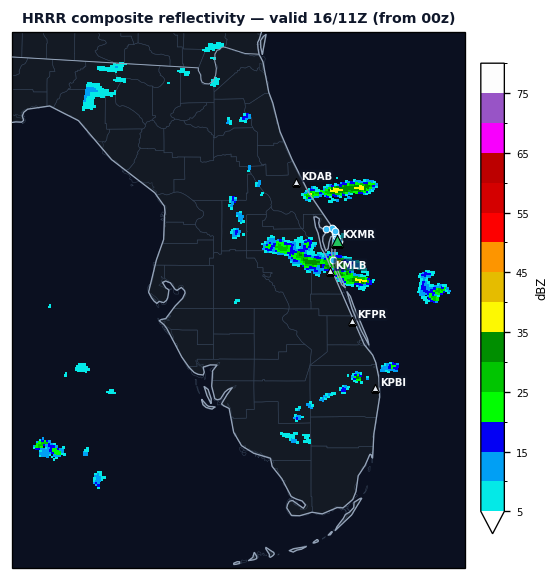 HRRR composite reflectivity — valid 16/11Z (from 00z)
KDAB
KXMR
KMLB
KFPR
KPBI
75
65
55
45
35
25
15
5
dBZ